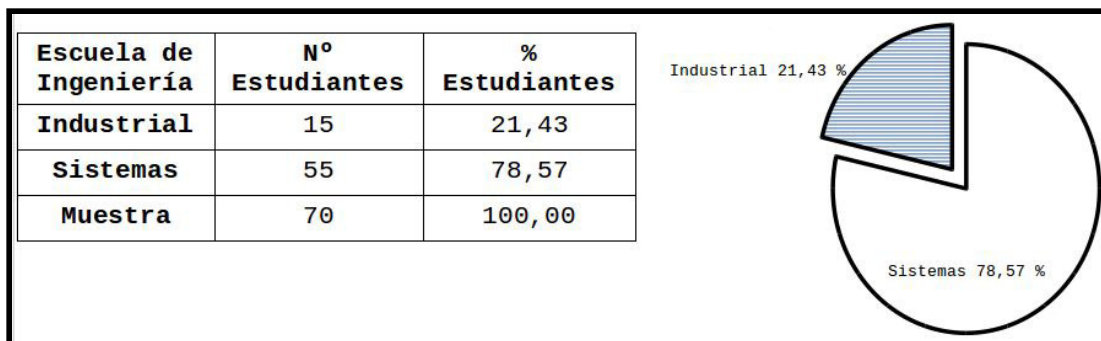 Escuela de Nº %
Ingeniería Estudiantes Estudiantes
Industrial 15 21,43
Sistemas 55 78,57
Muestra 70 100,00
Industrial 21,43 %
Sistemas 78,57 %